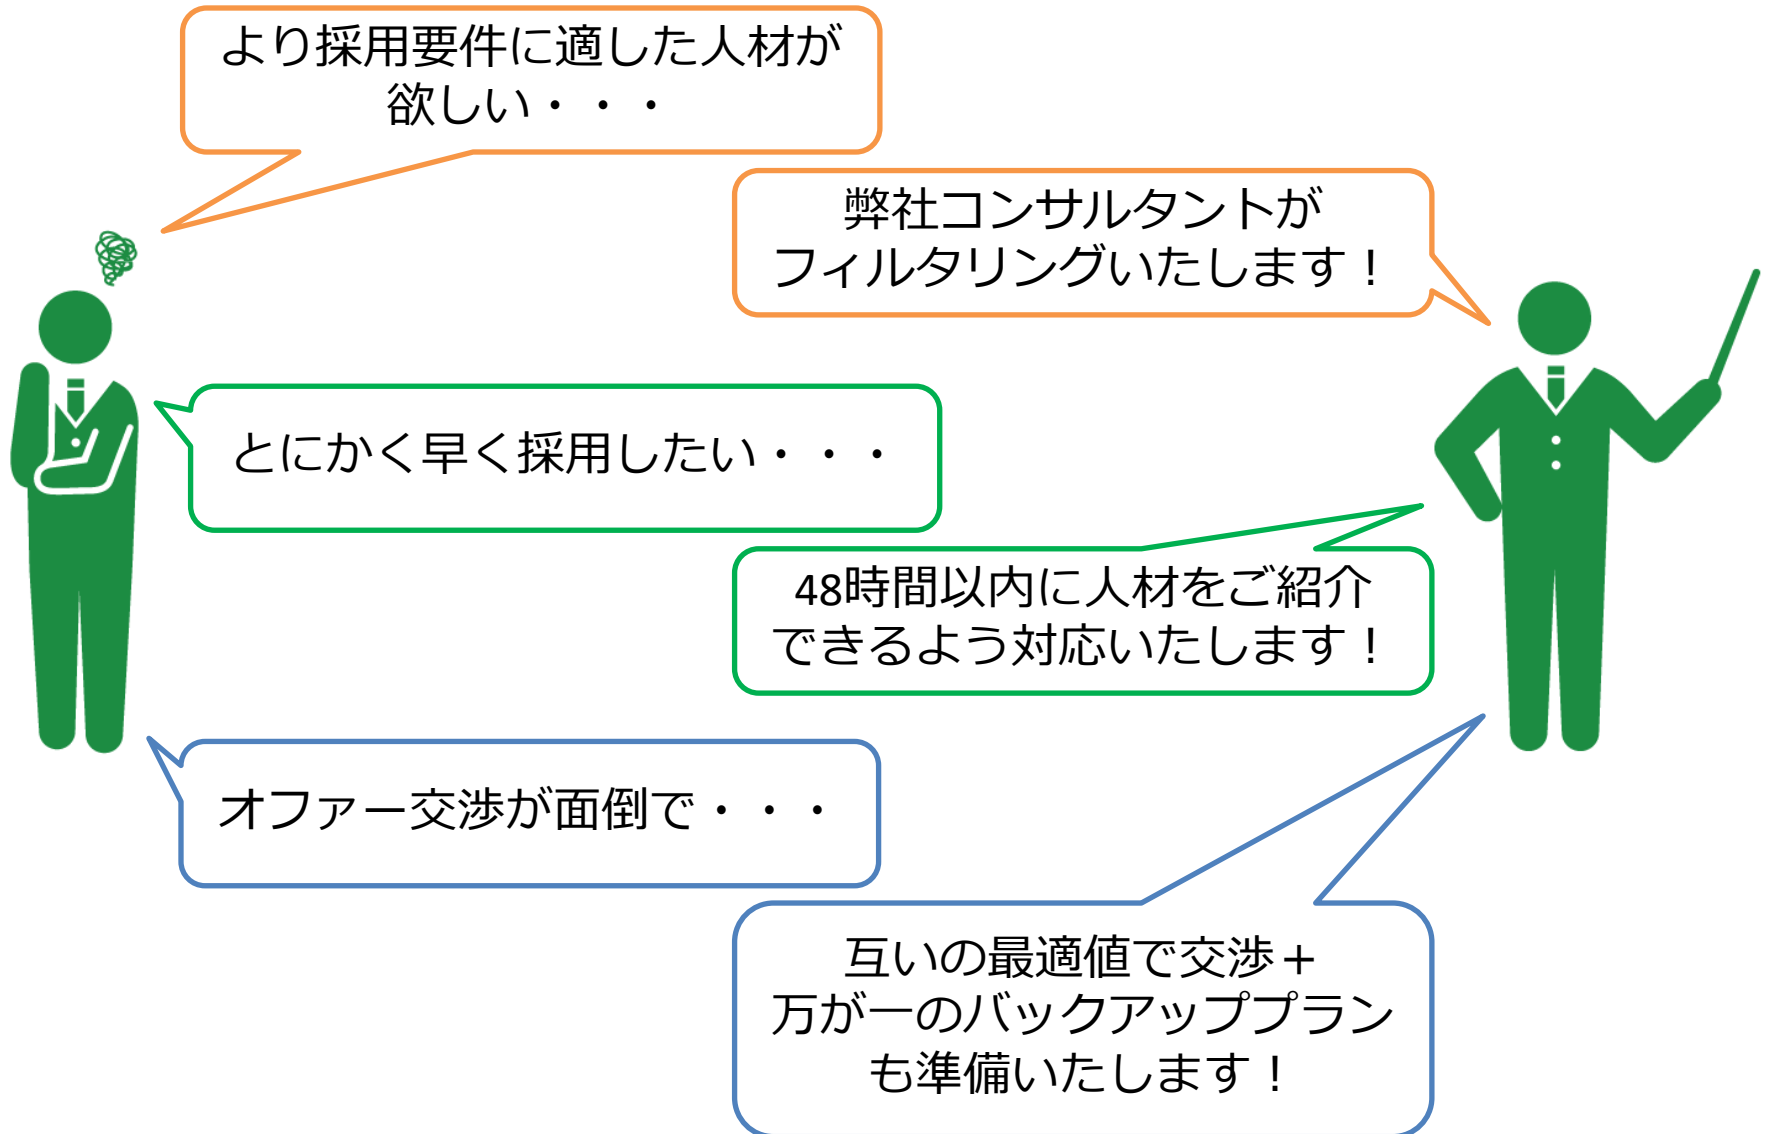 より採用要件に適した人材が
欲しい・・・
弊社コンサルタントが
フィルタリングいたします！
とにかく早く採用したい・・・
48時間以内に人材をご紹介
できるよう対応いたします！
オファー交渉が面倒で・・・
互いの最適値で交渉＋
万が一のバックアッププラン
も準備いたします！